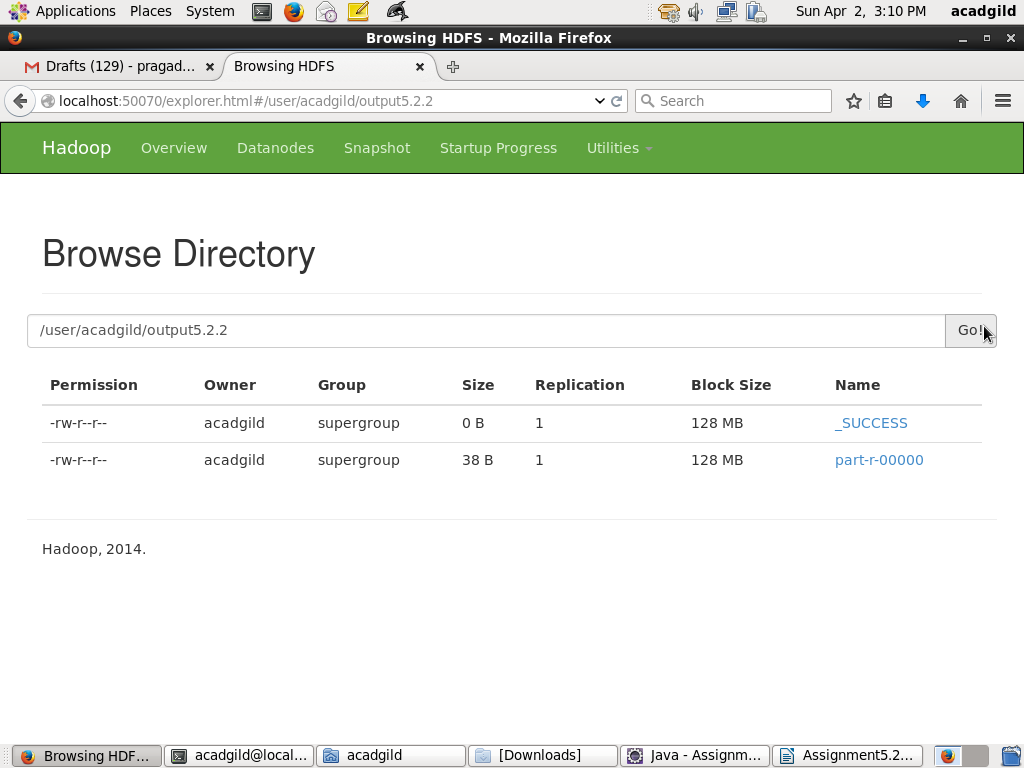 Applications Places System Sun Apr 2, 3:10 PM acadgild
Browsing HDFS - Mozilla Firefox
Drafts (129) - pragad... Browsing HDFS
localhost:50070/explorer.html#/user/acadgild/output5.2.2 Search
Hadoop Overview Datanodes Snapshot Startup Progress Utilities
Browse Directory
/user/acadgild/output5.2.2 Go!
Permission Owner Group Size Replication Block Size Name
-rw-r--r-- acadgild supergroup 0 B 1 128 MB _SUCCESS
-rw-r--r-- acadgild supergroup 38 B 1 128 MB part-r-00000
Hadoop, 2014.
Browsing HDF... acadgild@local... acadgild [Downloads] Java - Assignm... Assignment5.2...